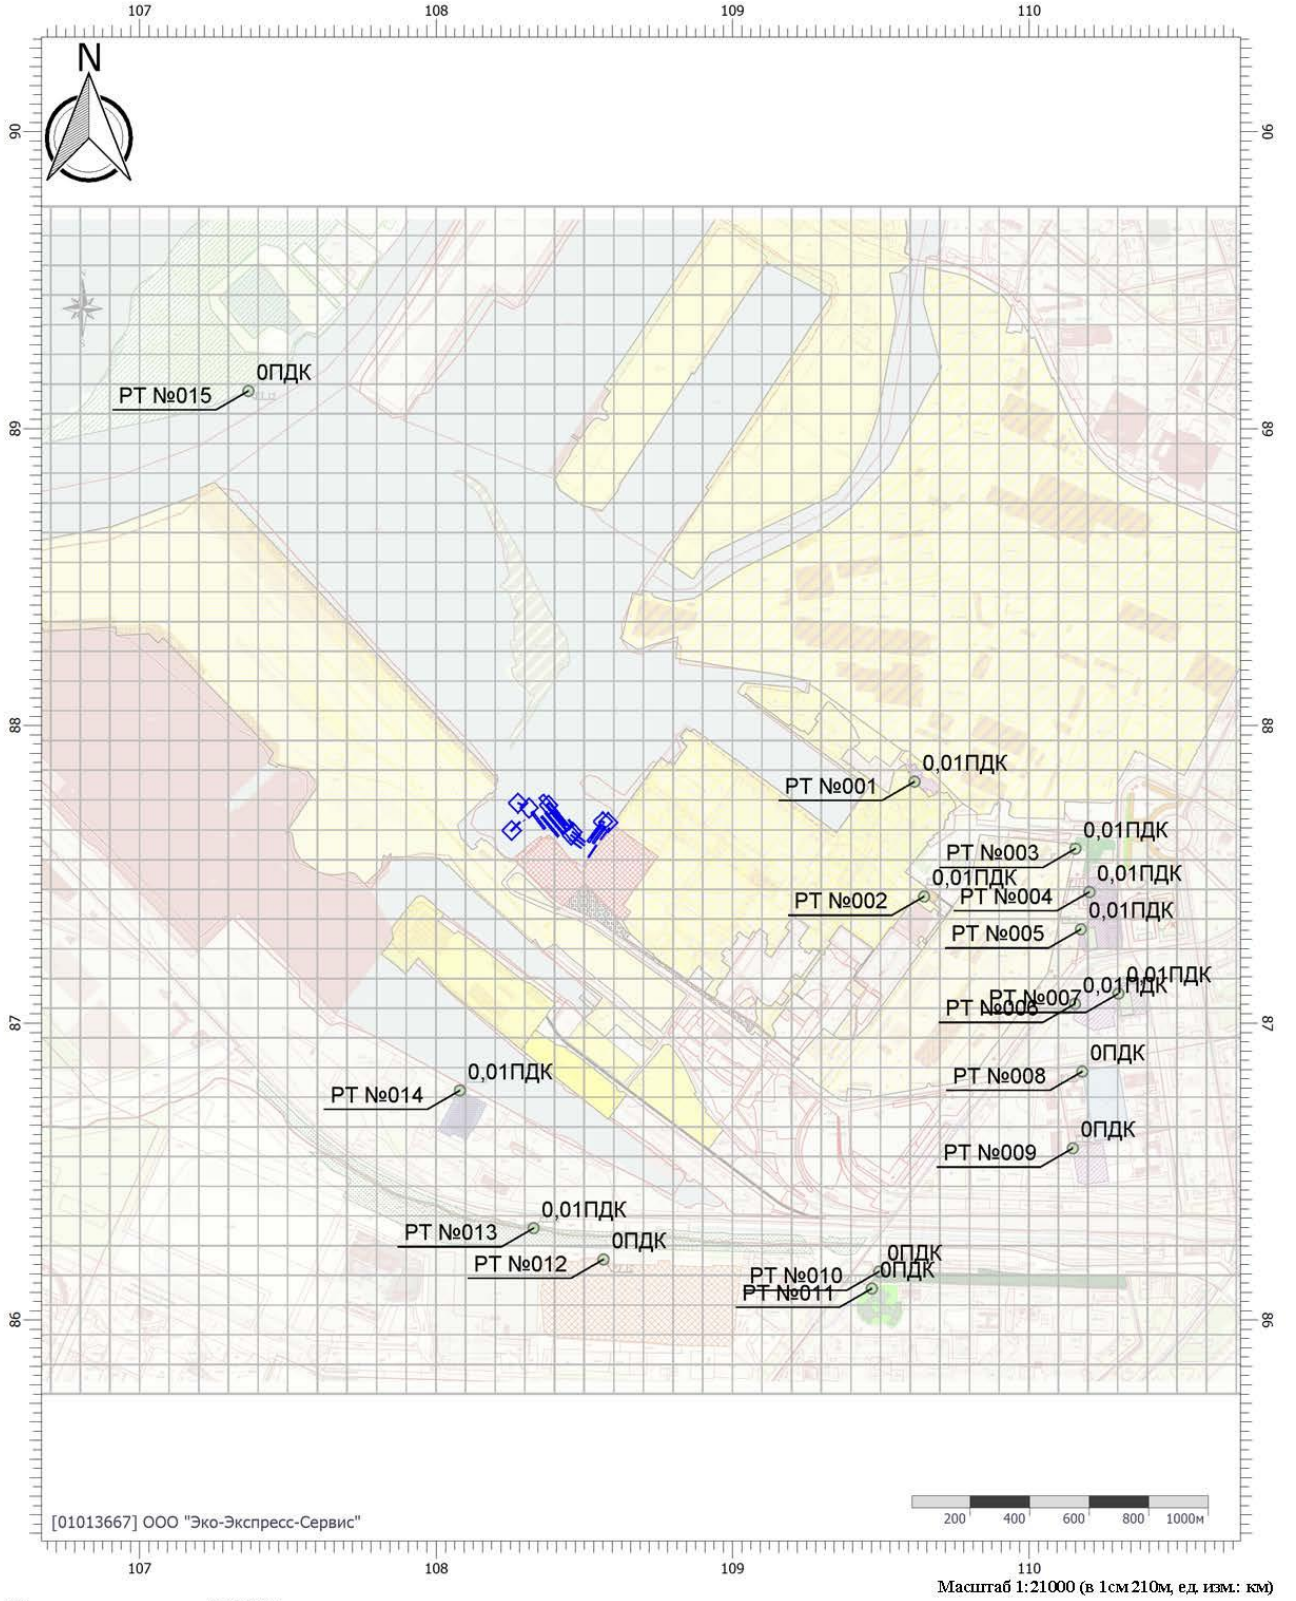 107 108 109 110
N
90 90
0ПДК
РТ №015
89 89
88 88
0,01ПДК
РТ №001
0,01ПДК
РТ №003
0,01ПДК
0,01ПДК
РТ №002
РТ №004
0,01ПДК
РТ №005
0,01ПДК
0,01ПДК
РТ №007
РТ №006
87 87
0ПДК
РТ №008
0,01ПДК
РТ №014
0ПДК
РТ №009
0,01ПДК
РТ №013
0ПДК
РТ №012
0ПДК
0ПДК
РТ №010
РТ №011
86 86
200 400 600 800 1000м
[01013667] ООО "Эко-Экспресс-Сервис"
107 108 109 110
Масштаб 1:21000 (в 1см 210м, ед. изм.: км)